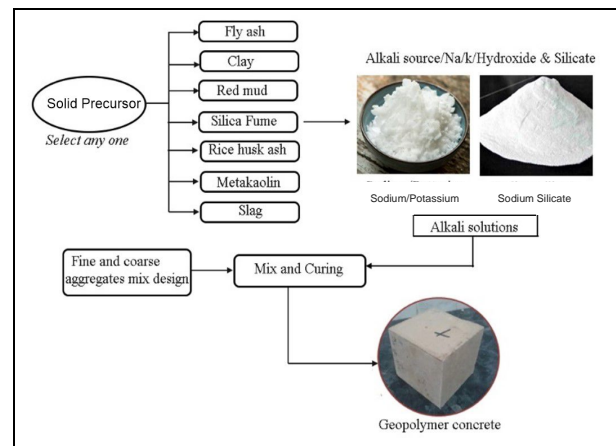 Fly ash
Clay
Red mud
Silica Fume
Rice husk ash
Metakaolin
Slag
Solid Precursor
Select any one
Alkali source/Na/k/Hydroxide & Silicate
Sodium/Potassium
Sodium Silicate
Alkali solutions
Fine and coarse
aggregates mix design
Mix and Curing
Geopolymer concrete